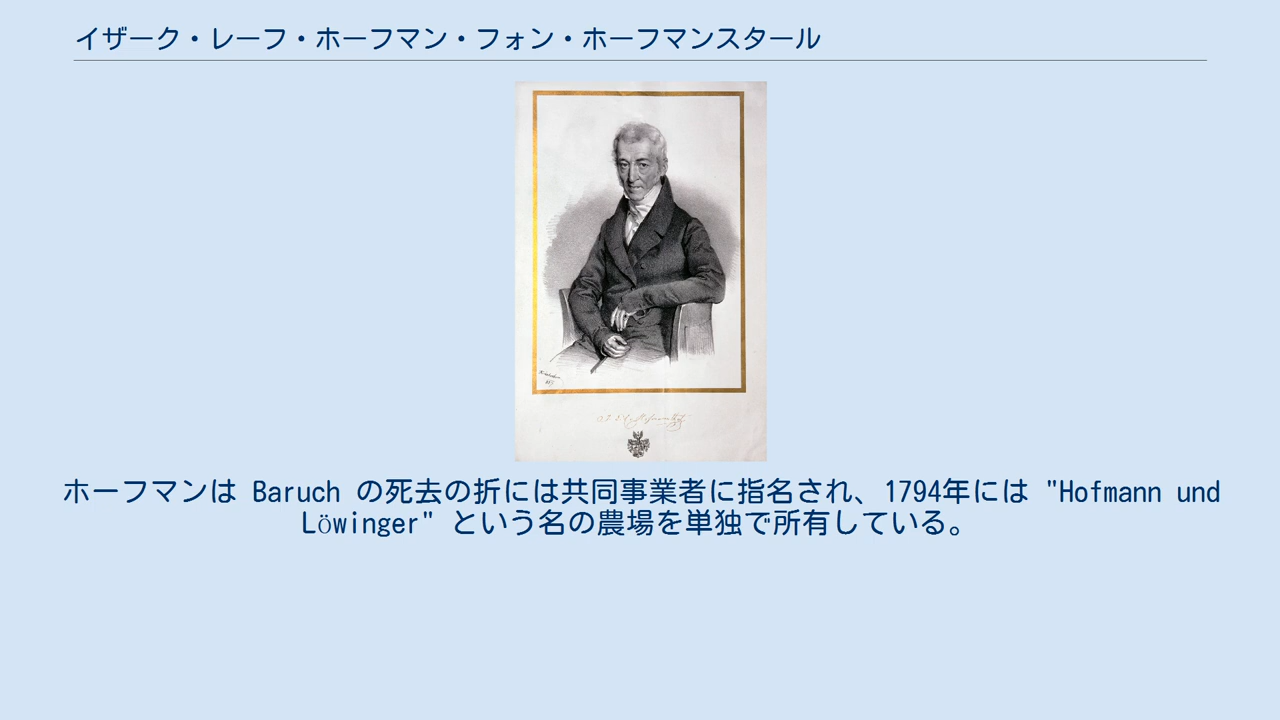 イザーク・レーフ・ホーフマン・フォン・ホーフマンスタール
ホーフマンは Baruch の死去の折には共同事業者に指名され、1794年には "Hofmann und
Löwinger" という名の農場を単独で所有している。